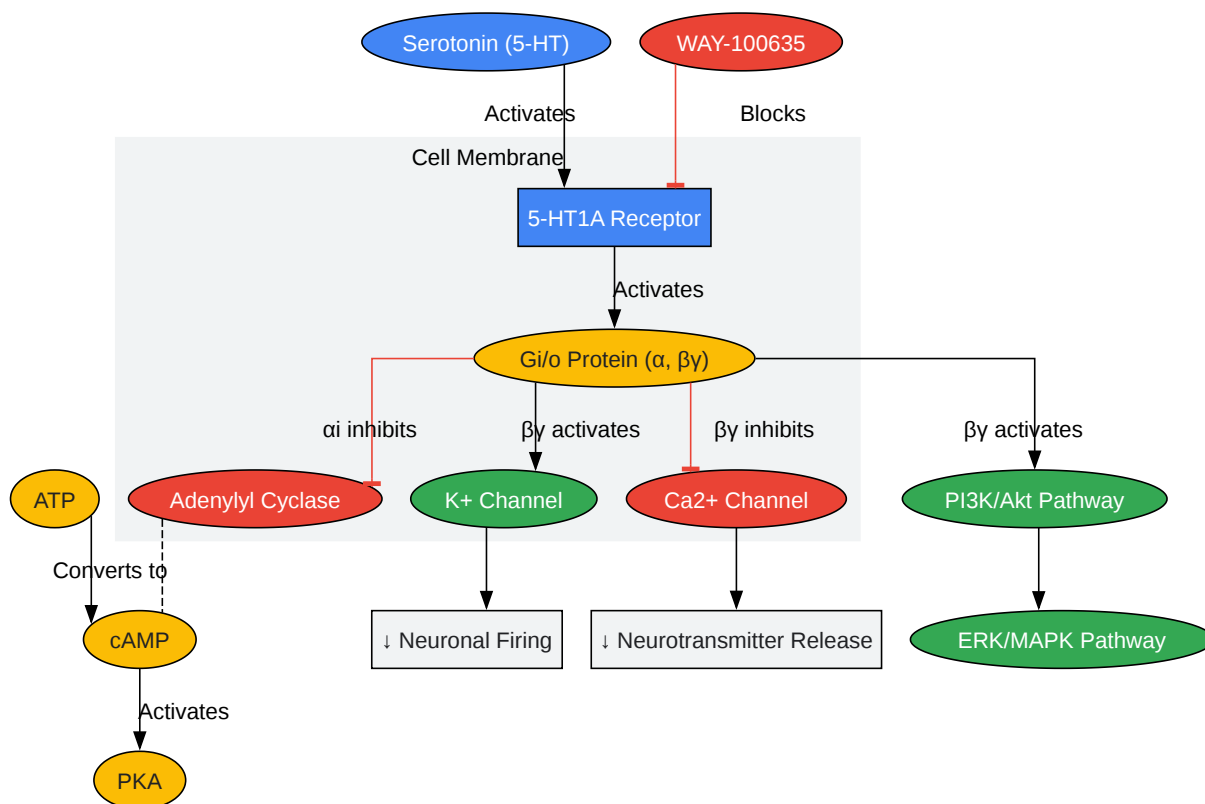 Serotonin (5-HT)
WAY-100635
Activates
Blocks
Cell Membrane
5-HT1A Receptor
Activates
Gi/o Protein (α, βγ)
αi inhibits
βγ activates
βγ inhibits
βγ activates
ATP
Adenylyl Cyclase
K+ Channel
Ca2+ Channel
PI3K/Akt Pathway
Converts to
cAMP
↓ Neuronal Firing
↓ Neurotransmitter Release
ERK/MAPK Pathway
Activates
PKA